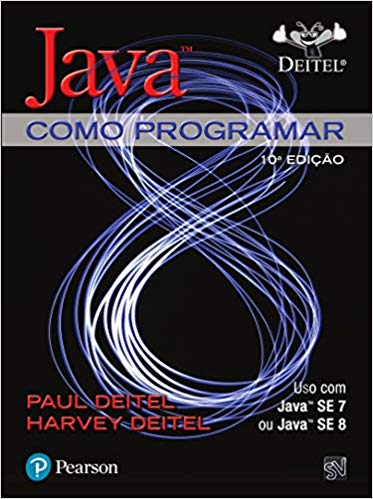 Java™
DEITEL®
COMO PROGRAMAR
10ª EDIÇÃO
Uso com
Java™ SE 7
ou Java™ SE 8
PAUL DEITEL
HARVEY DEITEL
Pearson
SV